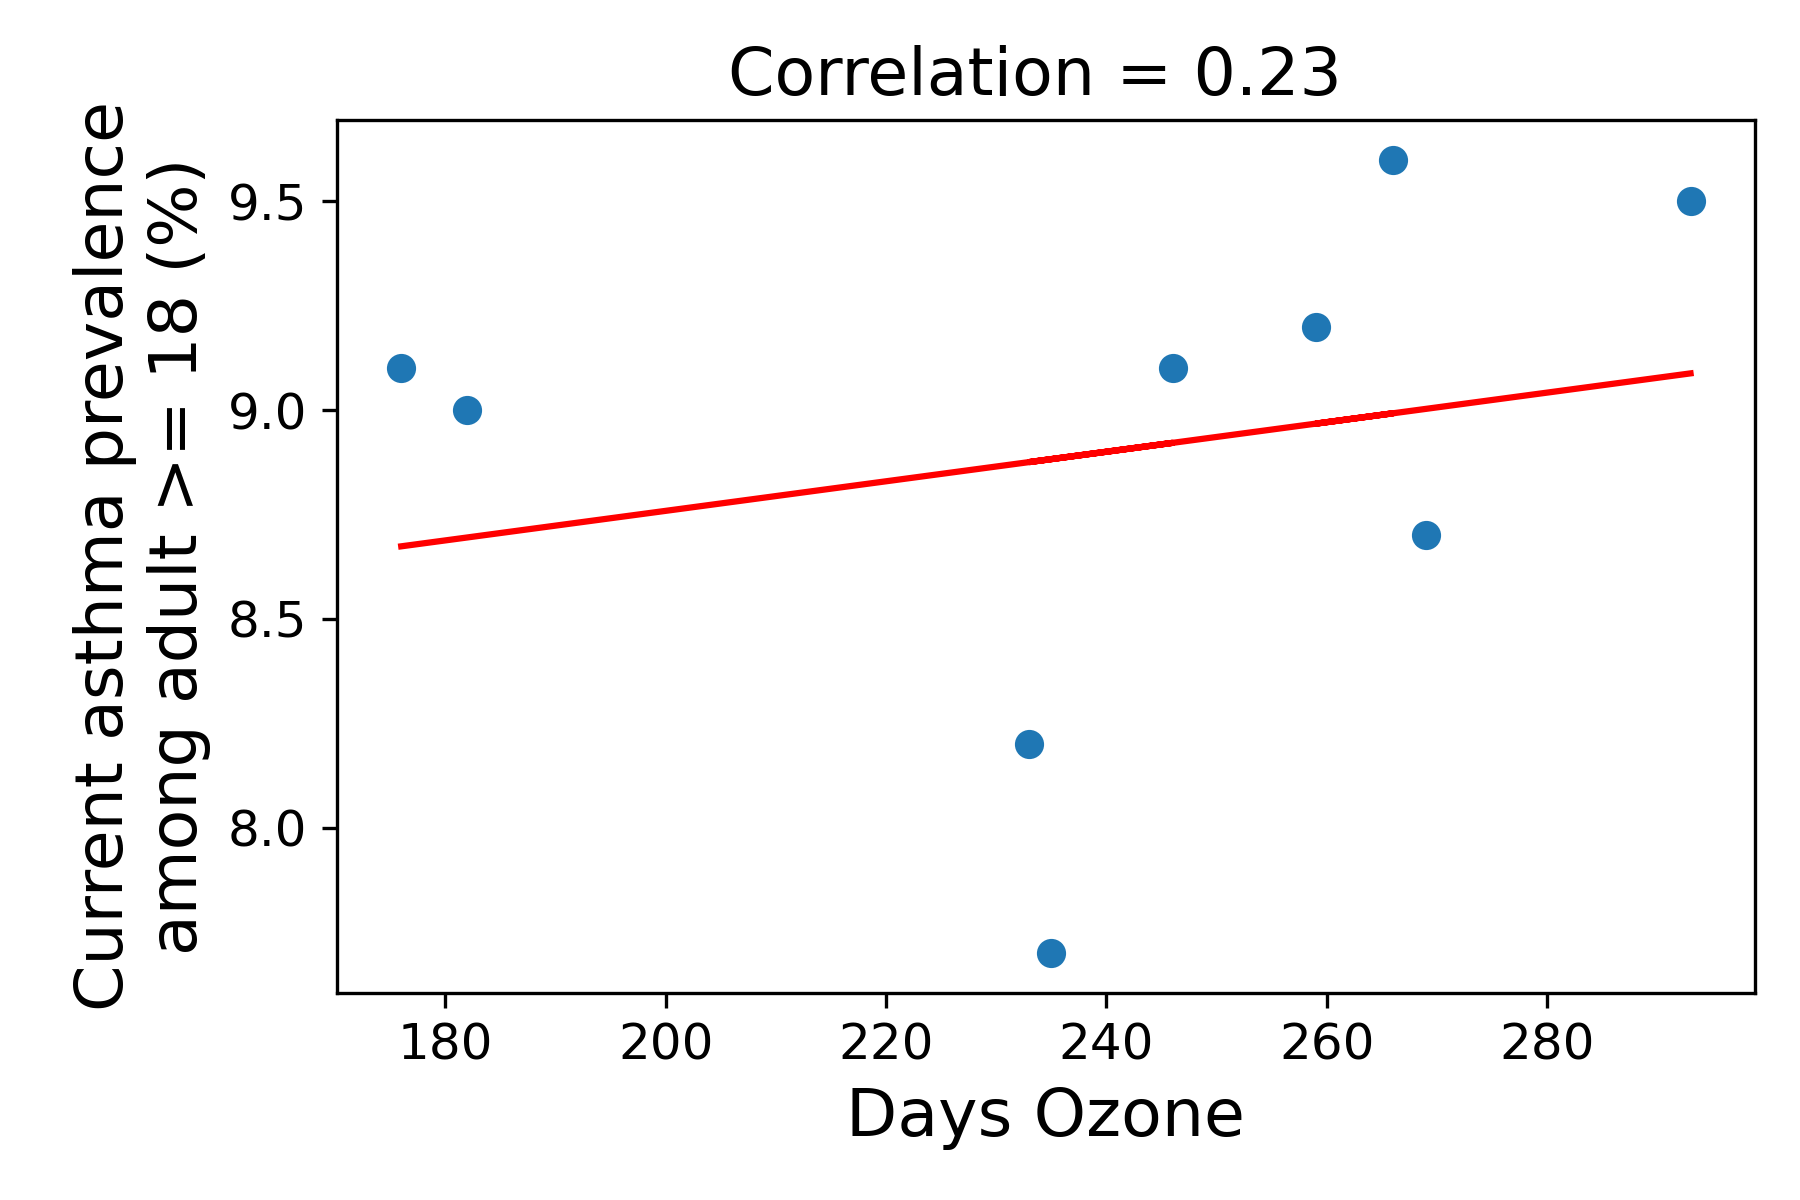 Correlation = 0.23
Current asthma prevalence
among adult >= 18 (%)
9.5
9.0
8.5
8.0
180 200 220 240 260 280
Days Ozone